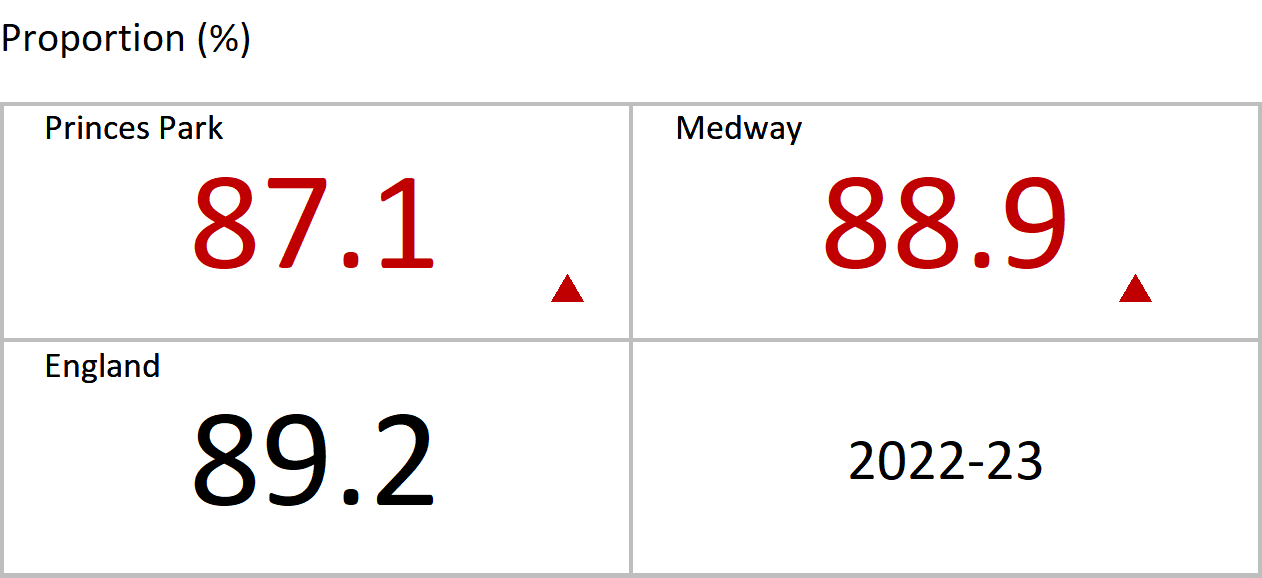 Proportion (%)
Princes Park
87.1
Medway
88.9
England
89.2
2022-23